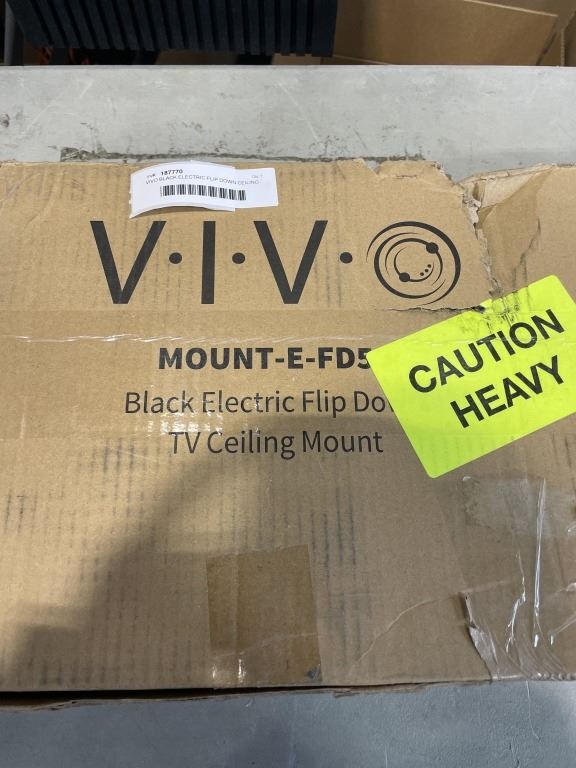 187770
VIVO BLACK ELECTRIC FLIP DOWN CEILING
V·I·V·O
MOUNT-E-FD5
Black Electric Flip Do
TV Ceiling Mount
CAUTION
HEAVY